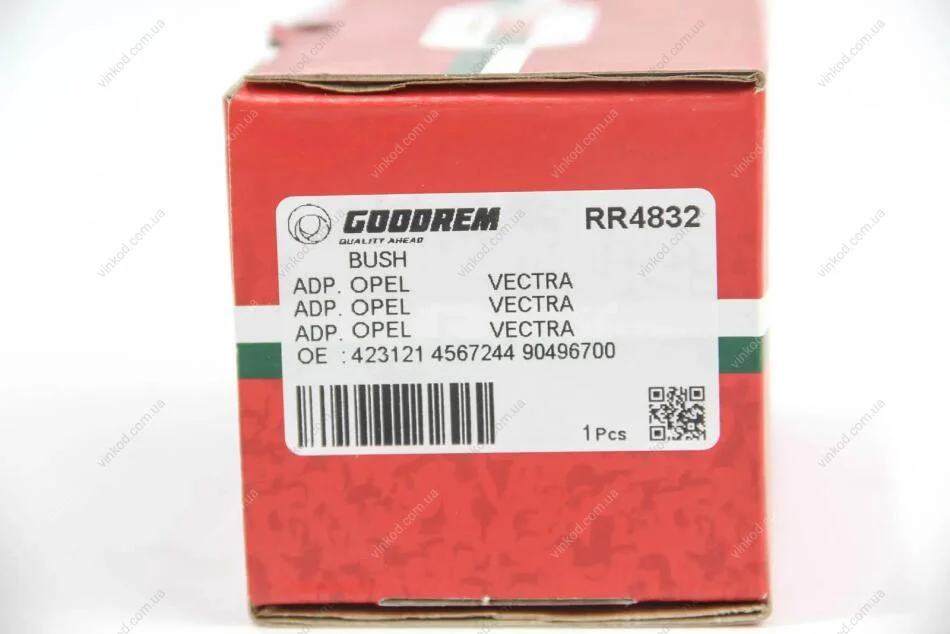 GOODREM RR4832
QUALITY AHEAD
BUSH
ADP. OPEL VECTRA
ADP. OPEL VECTRA
ADP. OPEL VECTRA
OE : 423121 4567244 90496700
1 Pcs
vinkod.com.ua